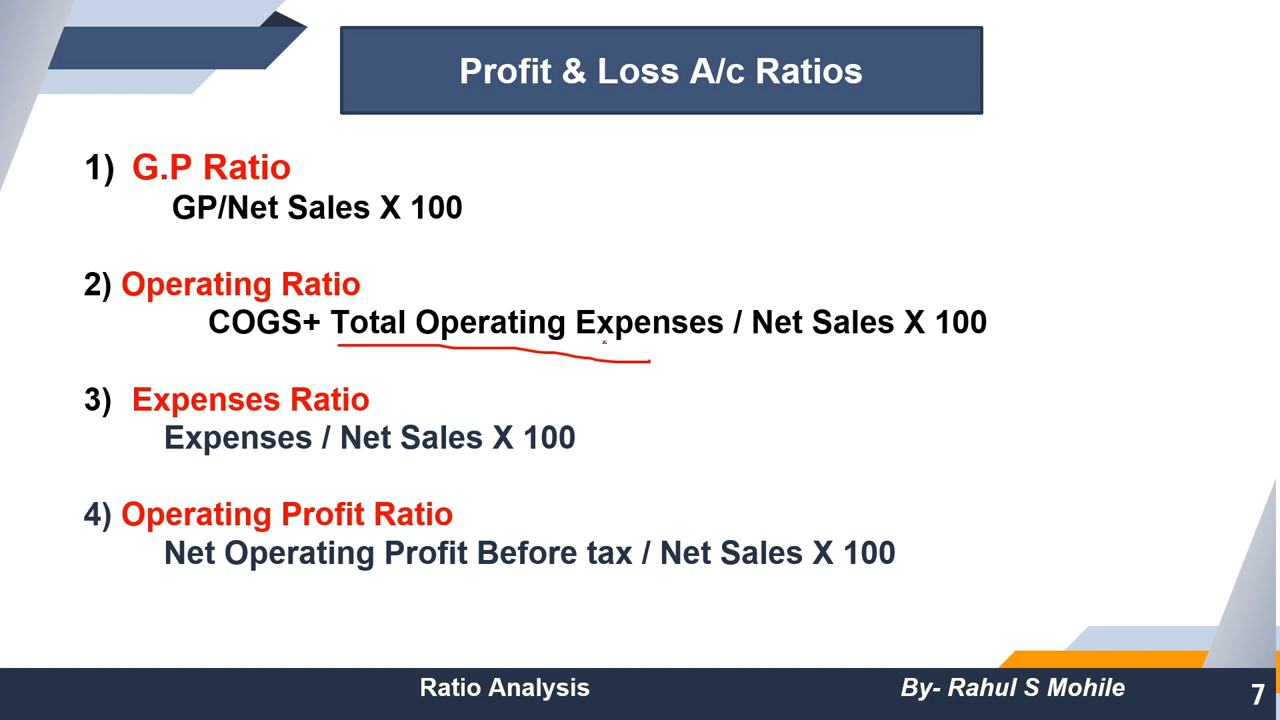 Profit & Loss A/c Ratios
1) G.P Ratio
GP/Net Sales X 100
2) Operating Ratio
COGS+ Total Operating Expenses / Net Sales X 100
3) Expenses Ratio
Expenses / Net Sales X 100
4) Operating Profit Ratio
Net Operating Profit Before tax / Net Sales X 100
Ratio Analysis
By- Rahul S Mohile
7